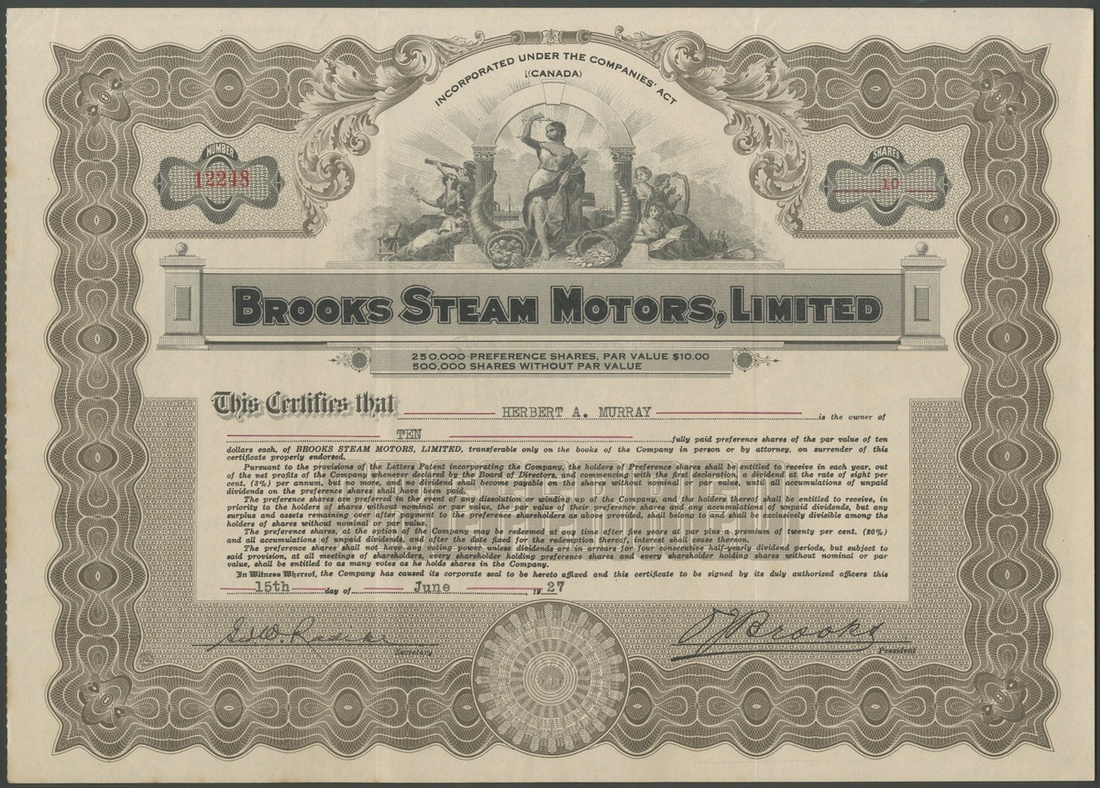 INCORPORATED UNDER THE COMPANIES' ACT
(CANADA)
NUMBER
12248
SHARES
10
BROOKS STEAM MOTORS, LIMITED
250,000 PREFERENCE SHARES, PAR VALUE $10.00
500,000 SHARES WITHOUT PAR VALUE
This Certifies that HERBERT A. MURRAY is the owner of
TEN fully paid preference shares of the par value of ten
dollars each, of BROOKS STEAM MOTORS, LIMITED, transferable only on the books of the Company in person or by attorney, on surrender of this
certificate properly endorsed.
Pursuant to the provisions of the Letters Patent incorporating the Company, the holders of Preference shares shall be entitled to receive in each year, out
of the net profits of the Company whenever declared by the Board of Directors, and commencing with the first declaration, a dividend at the rate of eight per
cent. (8%) per annum, but no more, and no dividend shall become payable on the shares without nominal or par value, until all accumulations of unpaid
dividends on the preference shares shall have been paid.
The preference shares are preferred in the event of any dissolution or winding up of the Company, and the holders thereof shall be entitled to receive, in
priority to the holders of shares without nominal or par value, the par value of their preference shares and any accumulations of unpaid dividends, but any
surplus and assets remaining over after payment to the preference shareholders as above provided, shall belong to and shall be exclusively divisible among the
holders of shares without nominal or par value.
The preference shares, at the option of the Company may be redeemed at any time after five years at par plus a premium of twenty per cent. (20%)
and all accumulations of unpaid dividends, and after the date fixed for the redemption thereof, interest shall cease thereon.
The preference shares shall not have any voting power unless dividends are in arrears for four consecutive half-yearly dividend periods, but subject to
said provision, at all meetings of shareholders, every shareholder holding preference shares and every shareholder holding shares without nominal or par
value, shall be entitled to as many votes as he holds shares in the Company.
In Witness Whereof, the Company has caused its corporate seal to be hereto affixed and this certificate to be signed by its duly authorized officers this
15th day of June 1927
Secretary
O J Brooks
President